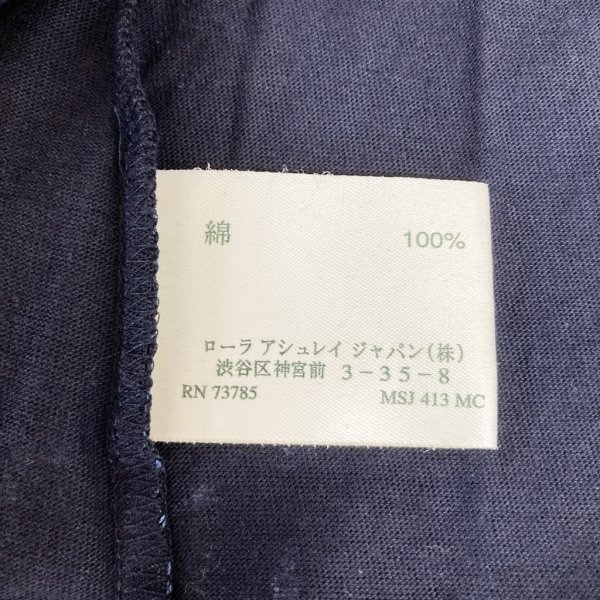 綿 100%
ローラ アシュレイ ジャパン(株)
渋谷区神宮前 3-35-8
RN 73785 MSJ 413 MC